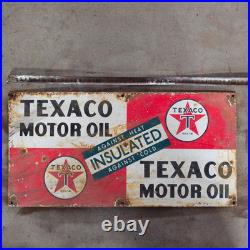 TEXACO
MOTOR OIL
TEXACO
AGAINST HEAT
INSULATED
AGAINST COLD
TEXACO
TEXACO
MOTOR OIL